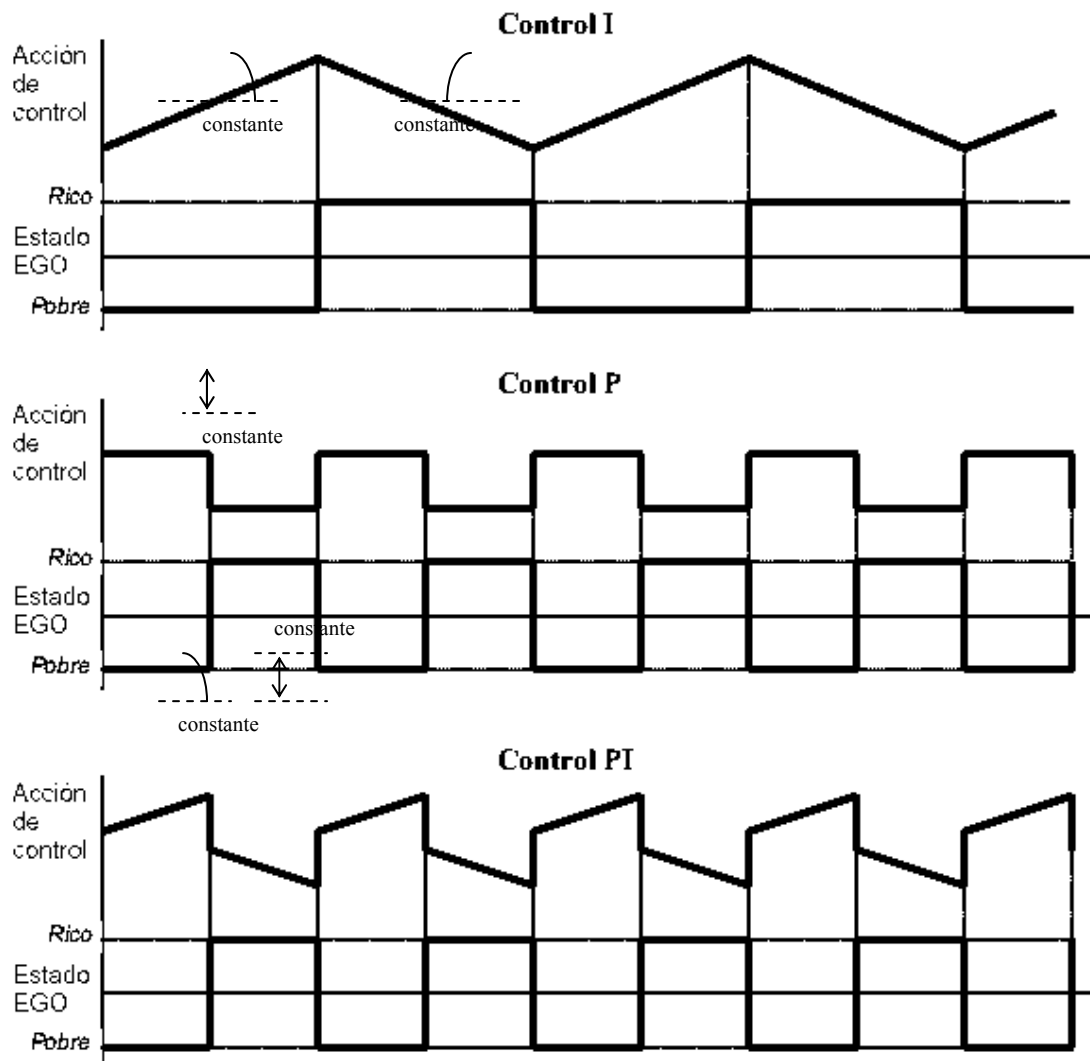 Control I
Acción
de
control
constante
constante
Rico
Estado
EGO
Pobre
Control P
Acción
de
control
constante
Rico
Estado
EGO
constante
Pobre
constante
Control PI
Acción
de
control
Rico
Estado
EGO
Pobre